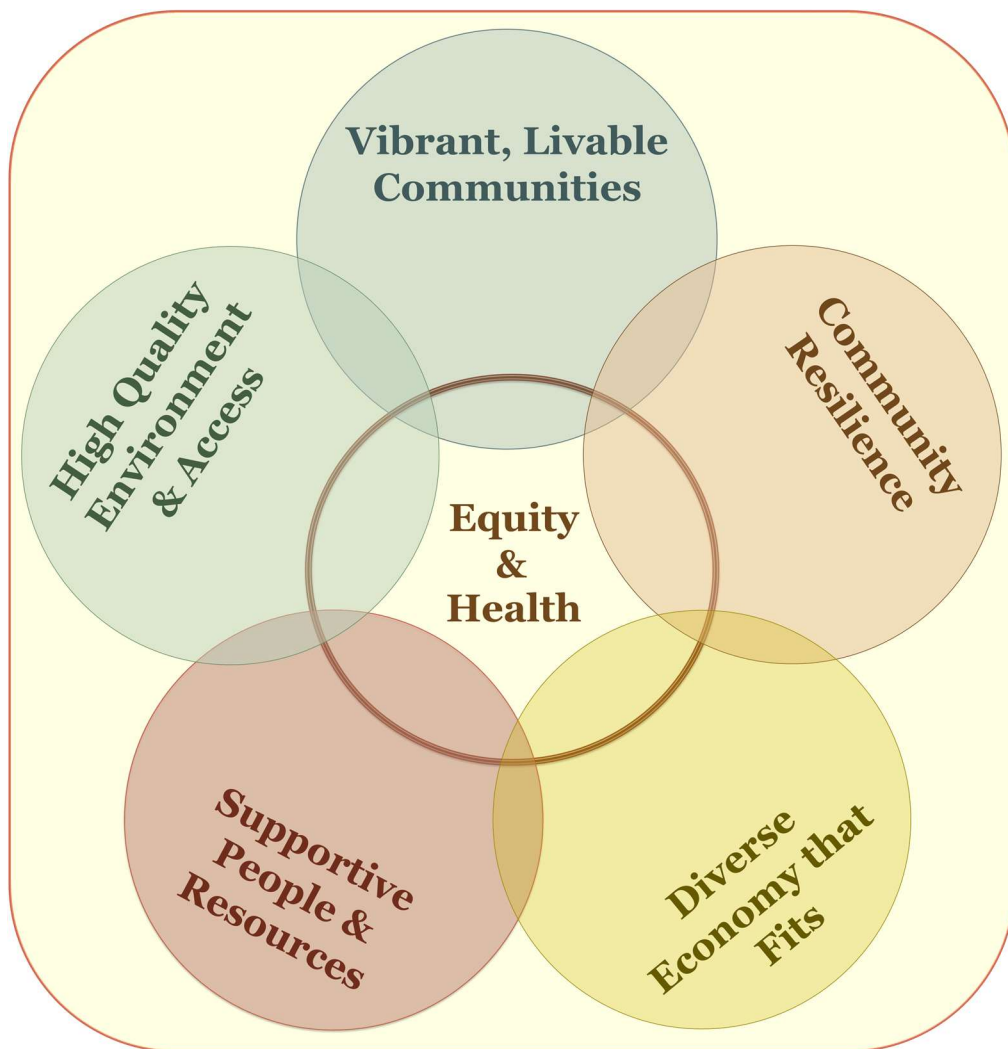 Vibrant, Livable
Communities
High Quality
Environment
& Access
Community
Resilience
Equity
&
Health
Supportive
People &
Resources
Diverse
Economy that
Fits